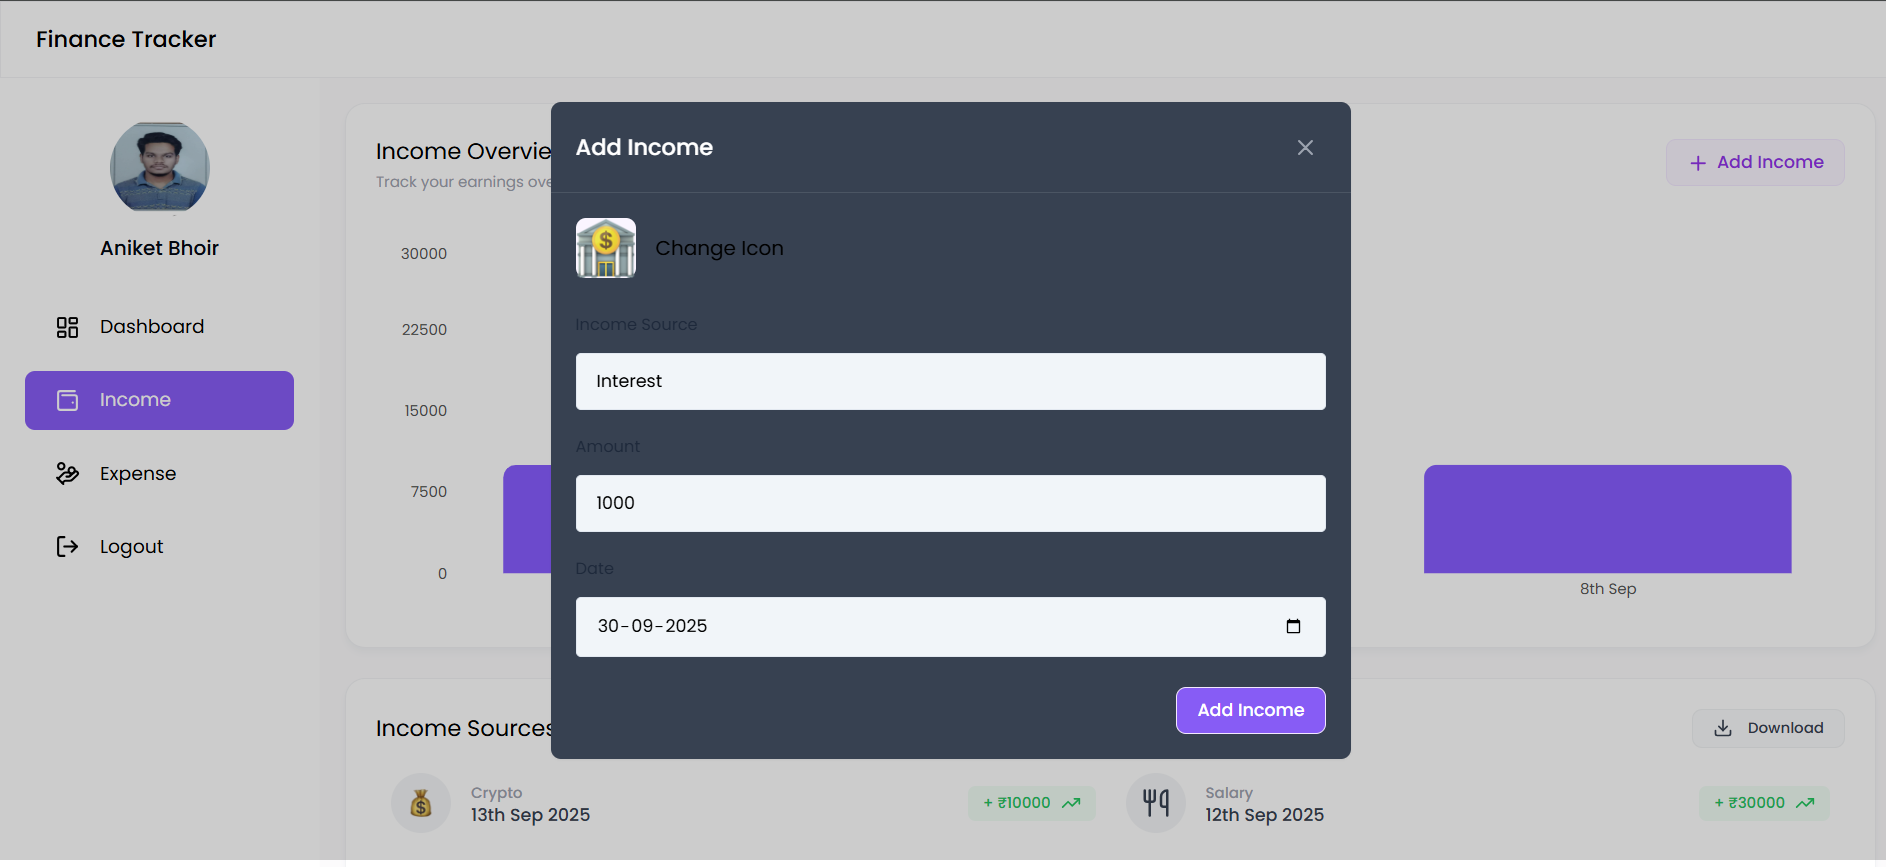 Finance Tracker
Aniket Bhoir
Dashboard
Income
Expense
Logout
Income Overvie
Track your earnings ove
+ Add Income
30000
22500
15000
7500
0
8th Sep
Add Income
Change Icon
Income Source
Interest
Amount
1000
Date
30-09-2025
Add Income
Income Sources
Download
Crypto
13th Sep 2025
+ ₹10000
Salary
12th Sep 2025
+ ₹30000